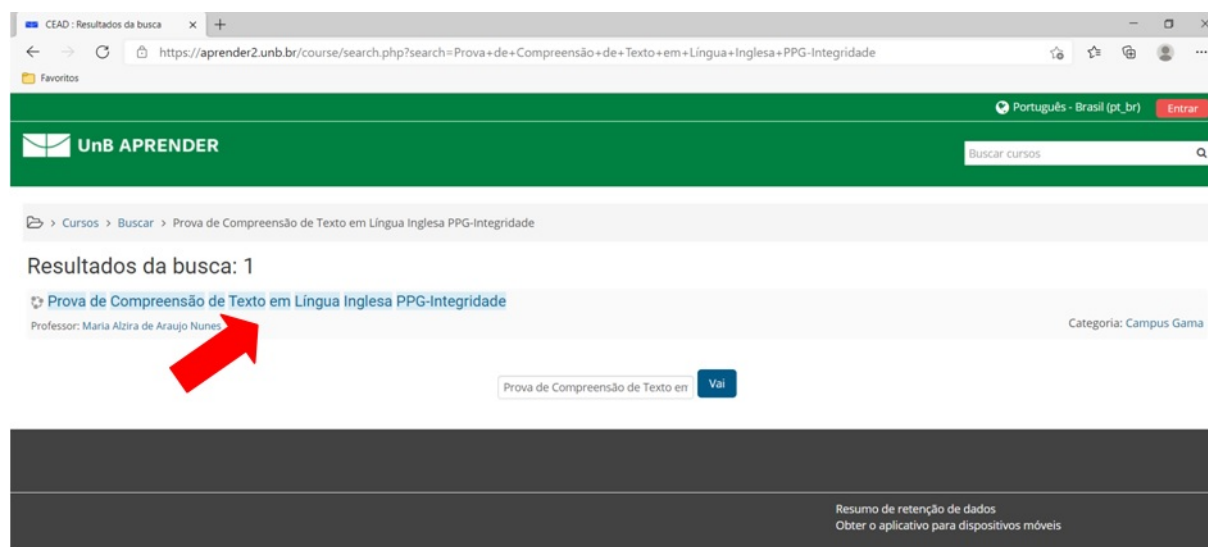 CEAD : Resultados da busca
https://aprender2.unb.br/course/search.php?search=Prova+de+Compreensão+de+Texto+em+Língua+Inglesa+PPG-Integridade
Favoritos
Português - Brasil (pt_br) Entrar
UnB APRENDER
Buscar cursos
> Cursos > Buscar > Prova de Compreensão de Texto em Língua Inglesa PPG-Integridade
Resultados da busca: 1
Prova de Compreensão de Texto em Língua Inglesa PPG-Integridade
Professor: Maria Alzira de Araujo Nunes
Categoria: Campus Gama
Prova de Compreensão de Texto em Vai
Resumo de retenção de dados
Obter o aplicativo para dispositivos móveis